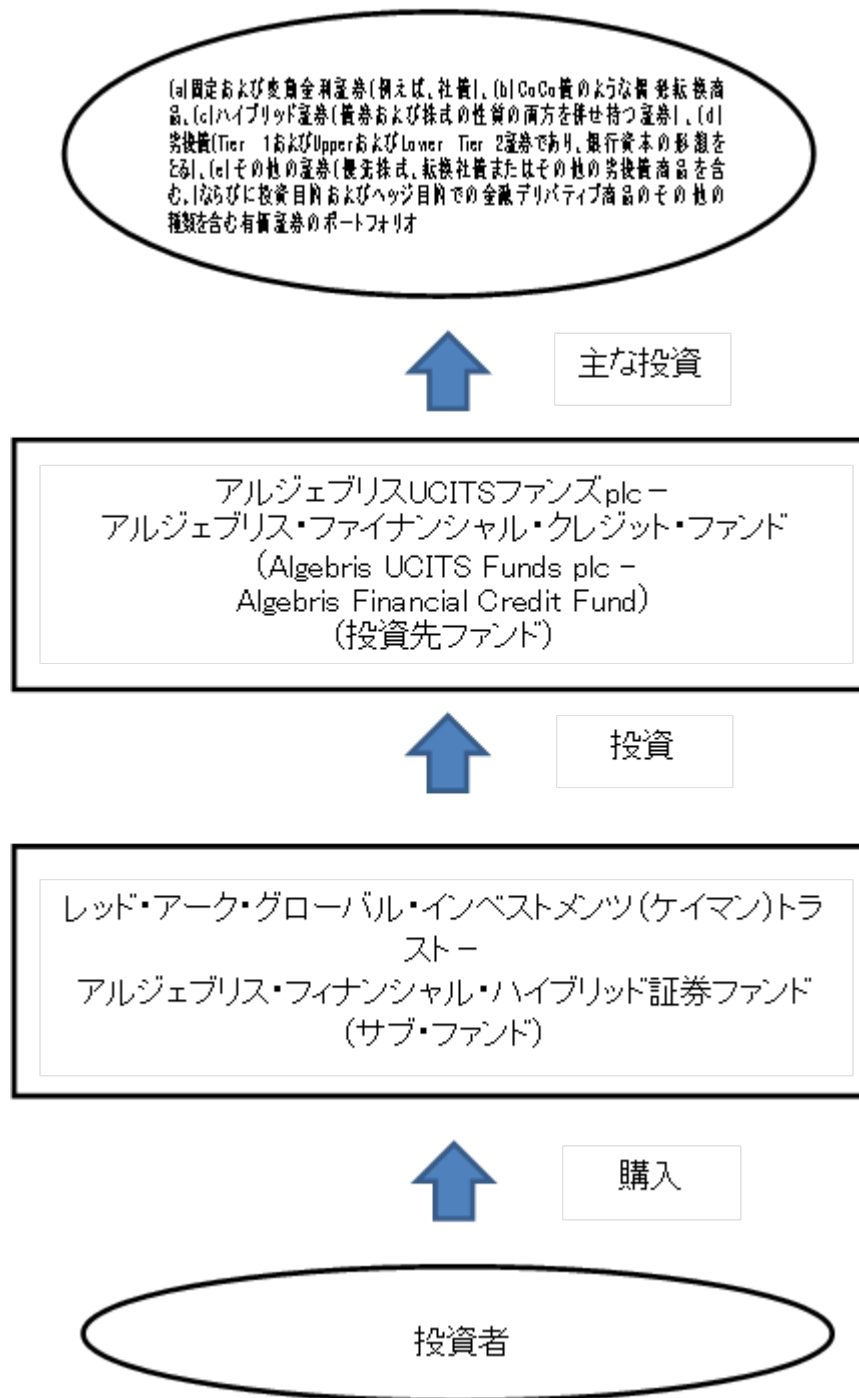 (a)固定および変動金利証券(例えば、社債)、(b)CoCo債のような偶発転換商
品、(c)ハイブリッド証券(債券および株式の性質の両方を併せ持つ証券)、(d)
劣後債(Tier 1およびUpperおよびLower Tier 2証券であり、銀行資本の形態を
とる)、(e)その他の証券(優先株式、転換社債またはその他の劣後債商品を含
む。)ならびに投資目的およびヘッジ目的での金融デリバティブ商品のその他の
種類を含む有価証券のポートフォリオ
主な投資
アルジェブリスUCITSファンズplc－
アルジェブリス・ファイナンシャル・クレジット・ファンド
(Algebris UCITS Funds plc－
Algebris Financial Credit Fund)
(投資先ファンド)
投資
レッド・アーク・グローバル・インベストメンツ(ケイマン)トラ
スト－
アルジェブリス・フィナンシャル・ハイブリッド証券ファンド
(サブ・ファンド)
購入
投資者